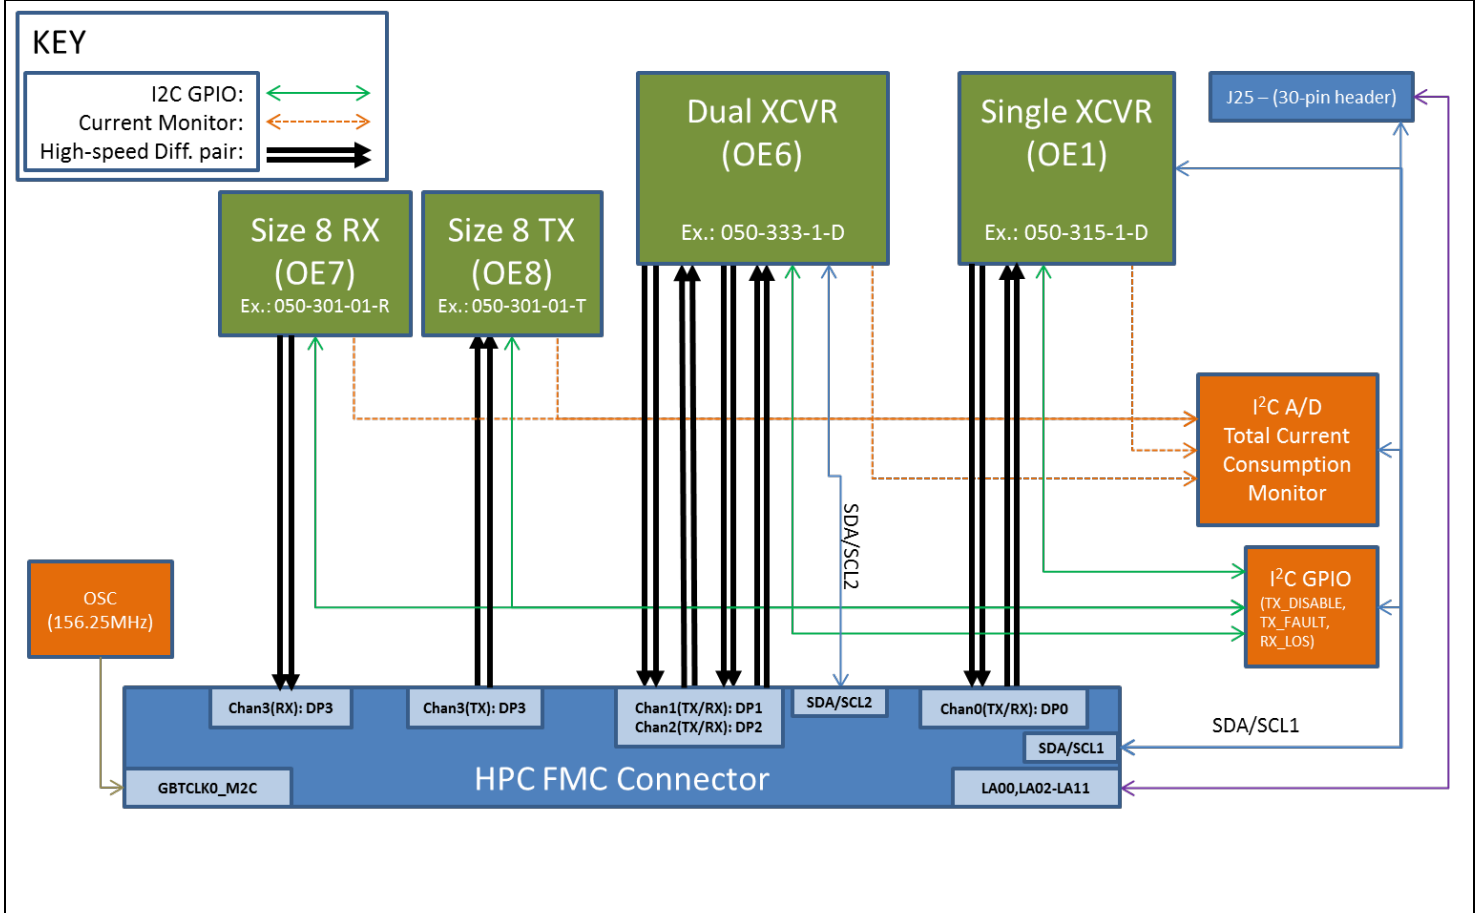 KEY
I2C GPIO:
Current Monitor:
High-speed Diff. pair:
Dual XCVR
(OE6)
Ex.: 050-333-1-D
Single XCVR
(OE1)
Ex.: 050-315-1-D
J25 – (30-pin header)
Size 8 RX
(OE7)
Ex.: 050-301-01-R
Size 8 TX
(OE8)
Ex.: 050-301-01-T
I²C A/D
Total Current
Consumption
Monitor
SDA/SCL2
I²C GPIO
(TX_DISABLE,
TX_FAULT,
RX_LOS)
OSC
(156.25MHz)
Chan3(RX): DP3
Chan3(TX): DP3
Chan1(TX/RX): DP1
Chan2(TX/RX): DP2
SDA/SCL2
Chan0(TX/RX): DP0
SDA/SCL1
SDA/SCL1
GBTCLK0_M2C
HPC FMC Connector
LA00,LA02-LA11